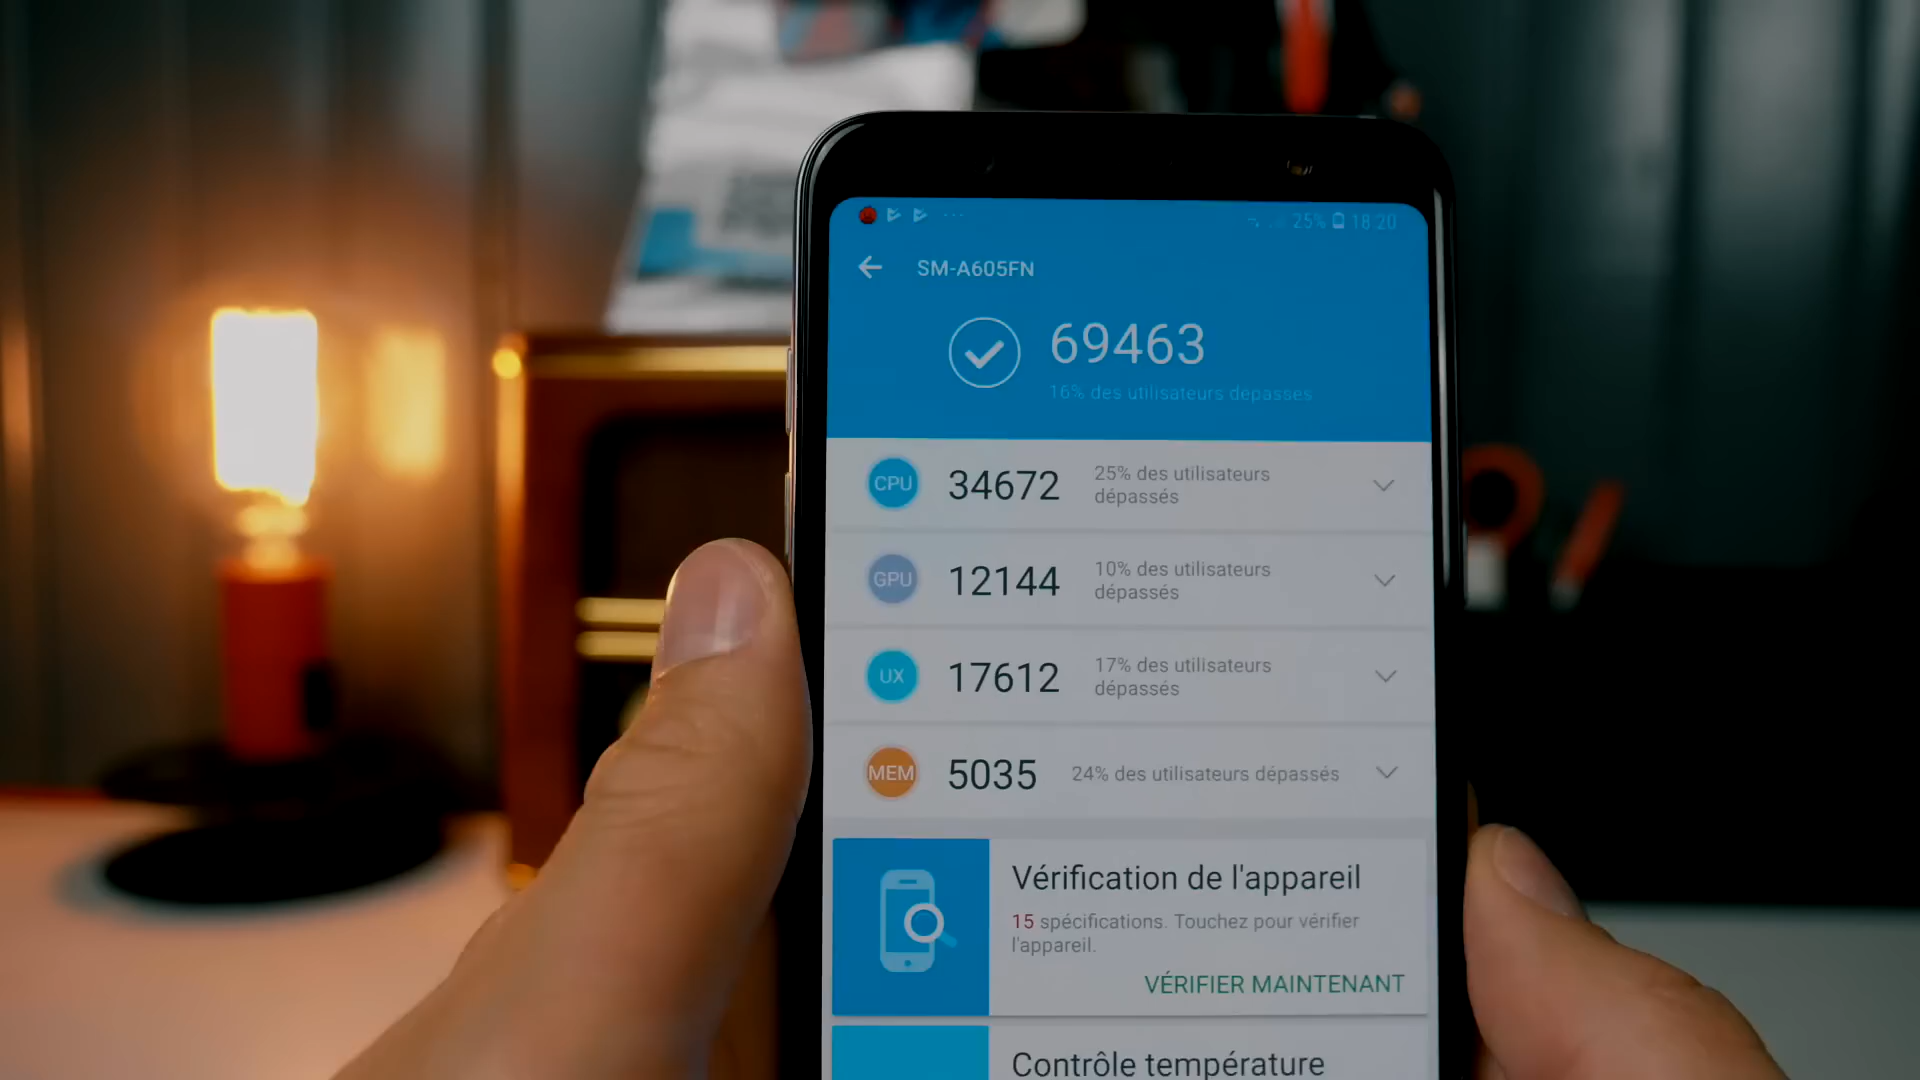 25% 18:20
SM-A605FN
69463
16% des utilisateurs dépassés
CPU 34672 25% des utilisateurs
dépassés
GPU 12144 10% des utilisateurs
dépassés
UX 17612 17% des utilisateurs
dépassés
MEM 5035 24% des utilisateurs dépassés
Vérification de l'appareil
15 spécifications. Touchez pour vérifier
l'appareil.
VÉRIFIER MAINTENANT
Contrôle température